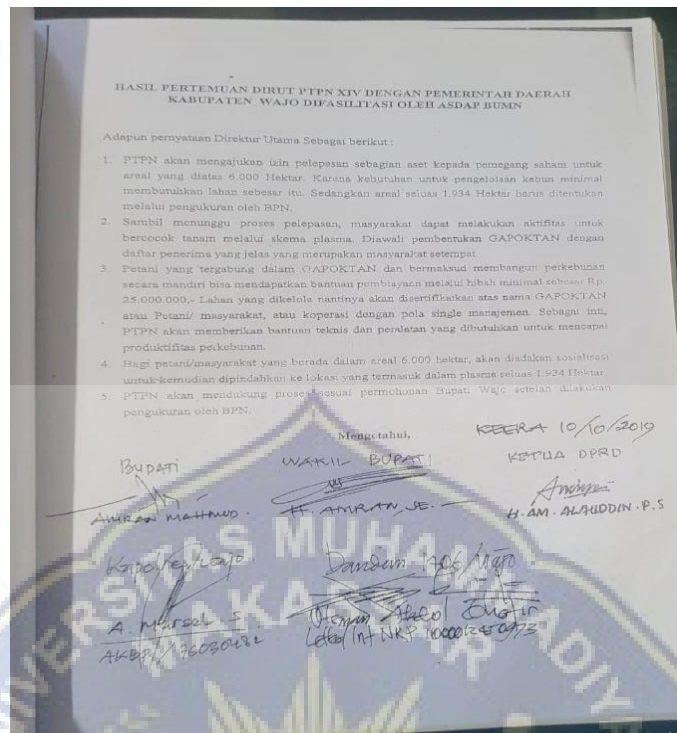 HASIL PERTEMUAN DIRUT PTPN XIV DENGAN PEMERINTAH DAERAH
KABUPATEN WAJO DIFASILITASI OLEH ASDAP BUMN
Adapun pernyataan Direktur Utama Sebagai berikut :
1. PTPN akan mengajukan izin pelepasan sebagian aset kepada pemegang saham untuk
areal yang diatas 6.000 Hektar. Karena kebutuhan untuk pengelolaan kebun minimal
membutuhkan lahan sebesar itu. Sedangkan areal seluas 1.934 Hektar harus ditentukan
melalui pengukuran oleh BPN.
2. Sambil menunggu proses pelepasan, masyarakat dapat melakukan aktifitas untuk
bercocok tanam melalui skema plasma. Diawali pembentukan GAPOKTAN dengan
daftar penerima yang jelas yang merupakan masyarakat setempat
3. Petani yang tergabung dalam GAPOKTAN dan bermaksud membangun perkebunan
secara mandiri bisa mendapatkan bantuan pembiayaan melalui hibah minimal sebesar Rp.
25.000.000,- Lahan yang dikelola nantinya akan disertifikatkan atas nama GAPOKTAN
atau Petani/ masyarakat, atau koperasi dengan pola single manajemen. Sebagai inti,
PTPN akan memberikan bantuan teknis dan peralatan yang dibutuhkan untuk mencapai
produktifitas perkebunan.
4. Bagi petani/masyarakat yang berada dalam areal 6.000 hektar, akan diadakan sosialisasi
untuk kemudian dipindahkan ke lokasi yang termasuk dalam plasma seluas 1.934 Hektar
5. PTPN akan mendukung proses sesuai permohonan Bupati Wajo setelah dilakukan
pengukuran oleh BPN.
Mengetahui,
KEERA 10/10/2019
BUPATI
WAKIL BUPATI
KETUA DPRD
AMRAN MAHMUD.
H. AMRAN, SE.
H. AM. ALAUDDIN. P.S
Kapolres Wajo
Dandim 1406/Wajo
A. S.
AKBP/
Letkol Inf NRP
MUHA
MAKASSAR